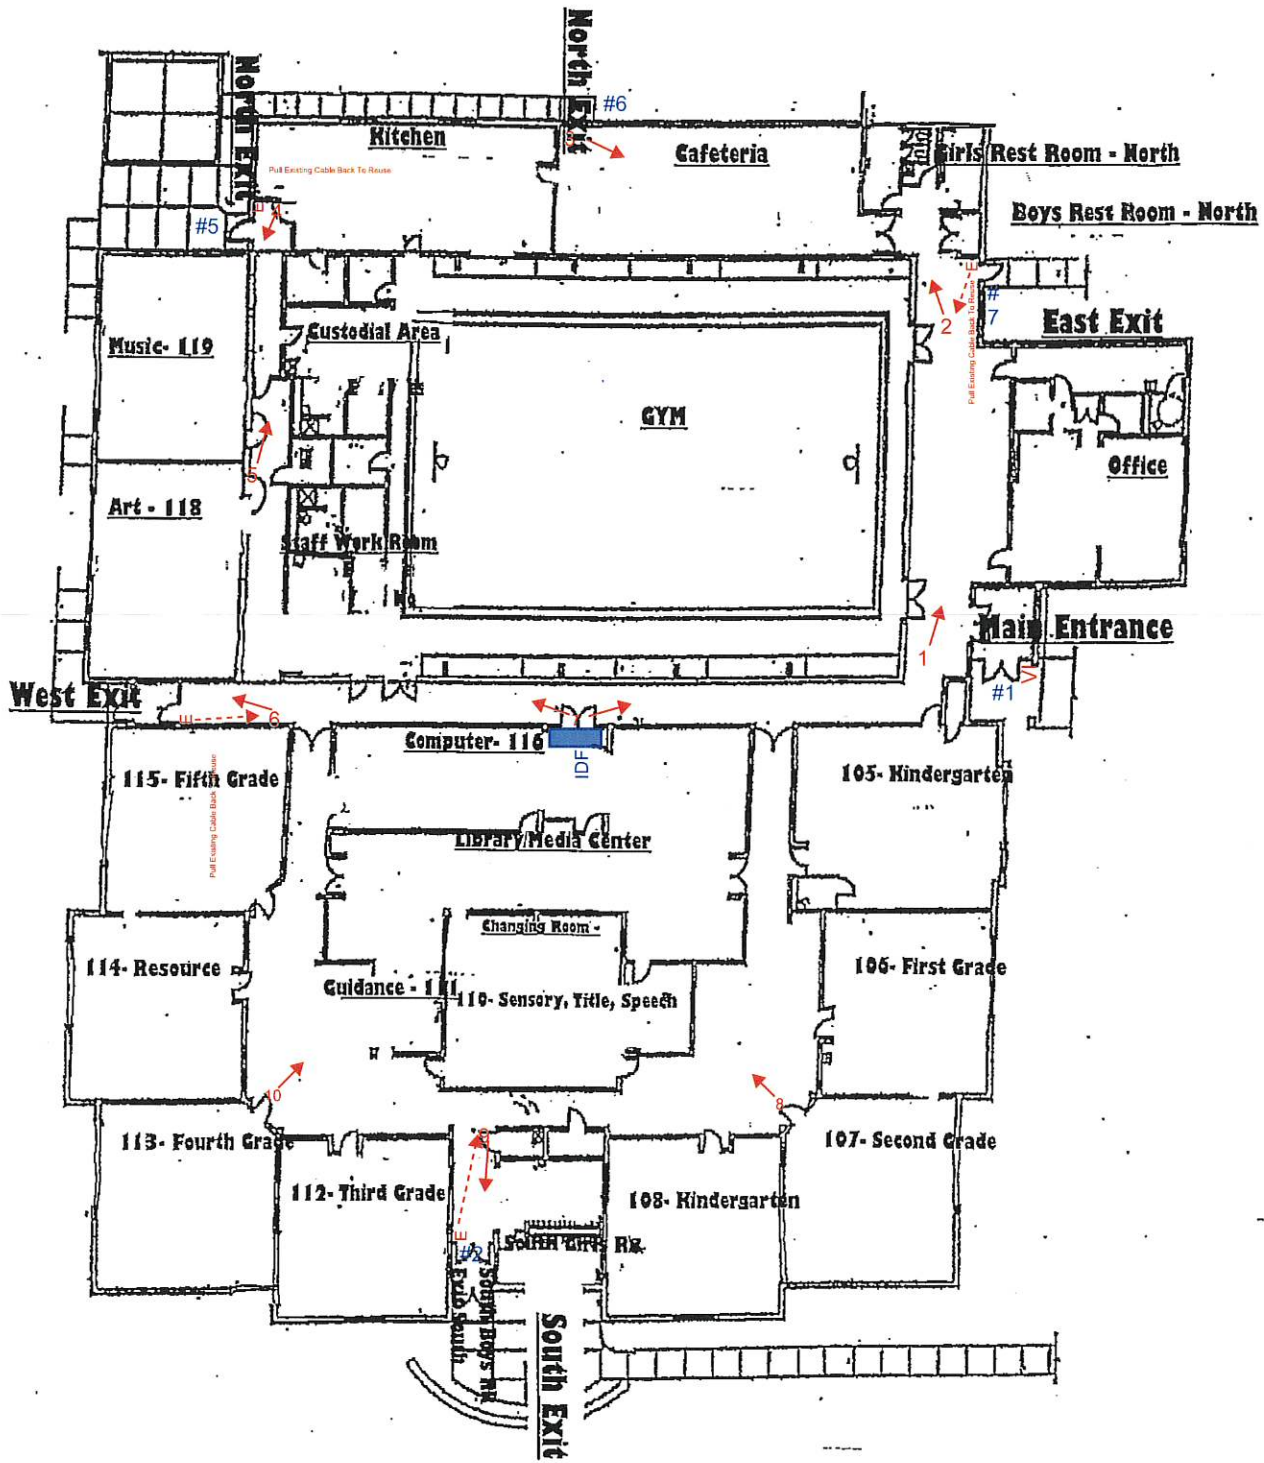 North Exit
North Exit
#6
Kitchen
Cafeteria
Girls Rest Room - North
Pull Existing Cable Back To Reuse
Boys Rest Room - North
E
4
#5
E
#
7
2
Pull Existing Cable Back To Reuse
East Exit
Music- 119
Custodial Area
GYM
Office
5
Art - 118
Staff Work Room
Main Entrance
1
VI
#1
West Exit
E
6
Computer- 116
IDF
115- Fifth Grade
Pull Existing Cable Back To Reuse
105- Kindergarten
Library/Media Center
Changing Room -
114- Resource
Guidance - 111
110- Sensory, Title, Speech
106- First Grade
10
8
113- Fourth Grade
107- Second Grade
112- Third Grade
108- Kindergarten
E
#2
South Girls RR
South Boys RR
South Exit